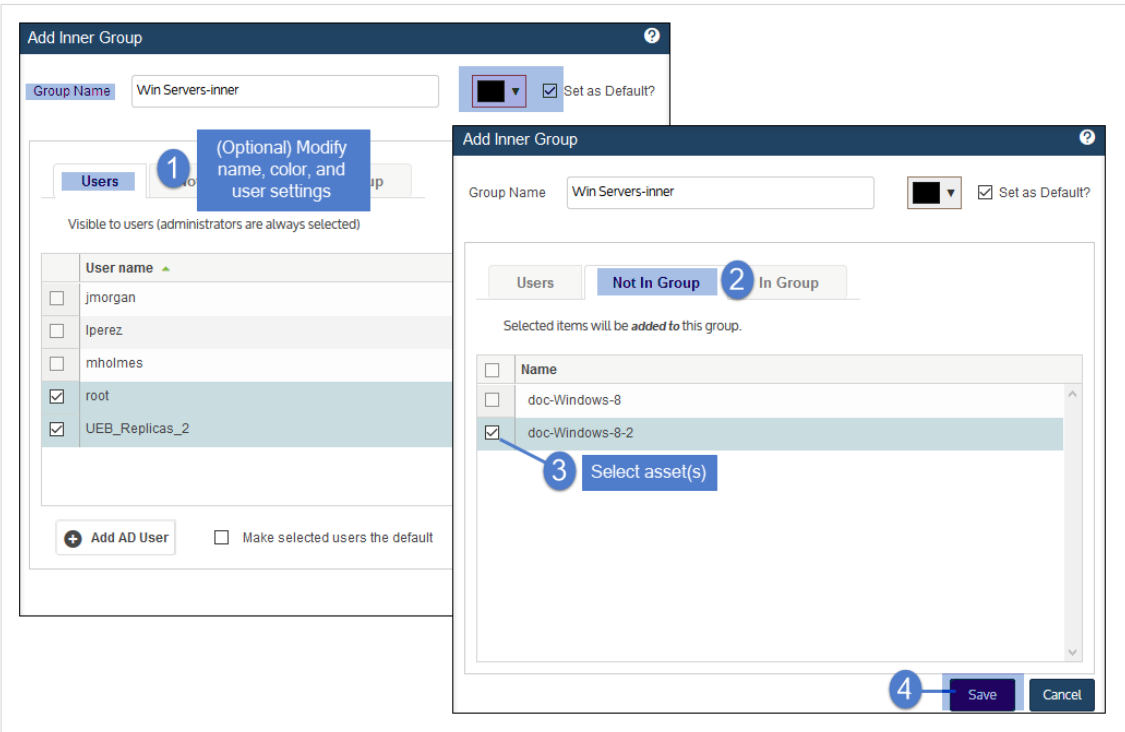 Add Inner Group
Group Name
Win Servers-inner
Set as Default?
1
(Optional) Modify
name, color, and
user settings
Users
Visible to users (administrators are always selected)
User name
jmorgan
lperez
mholmes
root
UEB_Replicas_2
Add AD User
Make selected users the default
Add Inner Group
Group Name
Win Servers-inner
Set as Default?
Users
Not In Group
2
In Group
Selected items will be added to this group.
Name
doc-Windows-8
doc-Windows-8-2
3
Select asset(s)
4
Save
Cancel